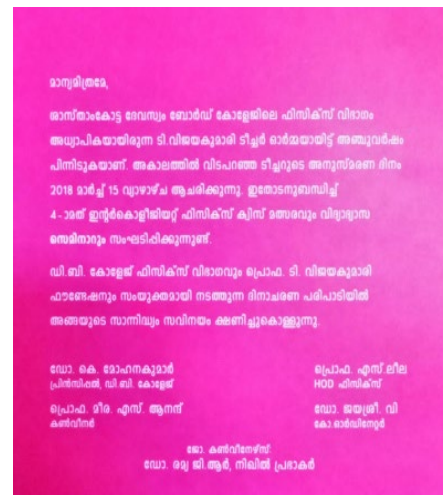 മാന്യമിത്രമേ,
ശാസ്താംകോട്ട ദേവസ്വം ബോർഡ് കോളേജിലെ ഫിസിക്സ് വിഭാഗം
അധ്യാപികയായിരുന്ന ടി.വിജയകുമാരി ടീച്ചർ ഓർമ്മയായിട്ട് അഞ്ചുവർഷം
പിന്നിടുകയാണ്. അകാലത്തിൽ വിടപറഞ്ഞ ടീച്ചറുടെ അനുസ്മരണ ദിനം
2018 മാർച്ച് 15 വ്യാഴാഴ്ച ആചരിക്കുന്നു. ഇതോടനുബന്ധിച്ച്
4-ാമത് ഇന്റർകൊളീജിയറ്റ് ഫിസിക്സ് ക്വിസ് മത്സരവും വിദ്യാഭ്യാസ
സെമിനാറും സംഘടിപ്പിക്കുന്നുണ്ട്.
ഡി.ബി. കോളേജ് ഫിസിക്സ് വിഭാഗവും പ്രൊഫ. ടി. വിജയകുമാരി
ഫൗണ്ടേഷനും സംയുക്തമായി നടത്തുന്ന ദിനാചരണ പരിപാടിയിൽ
അങ്ങയുടെ സാന്നിദ്ധ്യം സവിനയം ക്ഷണിച്ചുകൊള്ളുന്നു.
ഡോ. കെ. മോഹനകുമാർ
പ്രിൻസിപ്പൽ, ഡി.ബി. കോളേജ്
പ്രൊഫ. എസ്.ലീല
HOD ഫിസിക്സ്
പ്രൊഫ. മീര. എസ്. ആനന്ദ്
കൺവീനർ
ഡോ. ജയശ്രീ. വി
കോ.ഓർഡിനേറ്റർ
ജോ. കൺവീനേഴ്സ്:
ഡോ. രമ്യ ജി.ആർ, നിഖിൽ പ്രഭാകർ